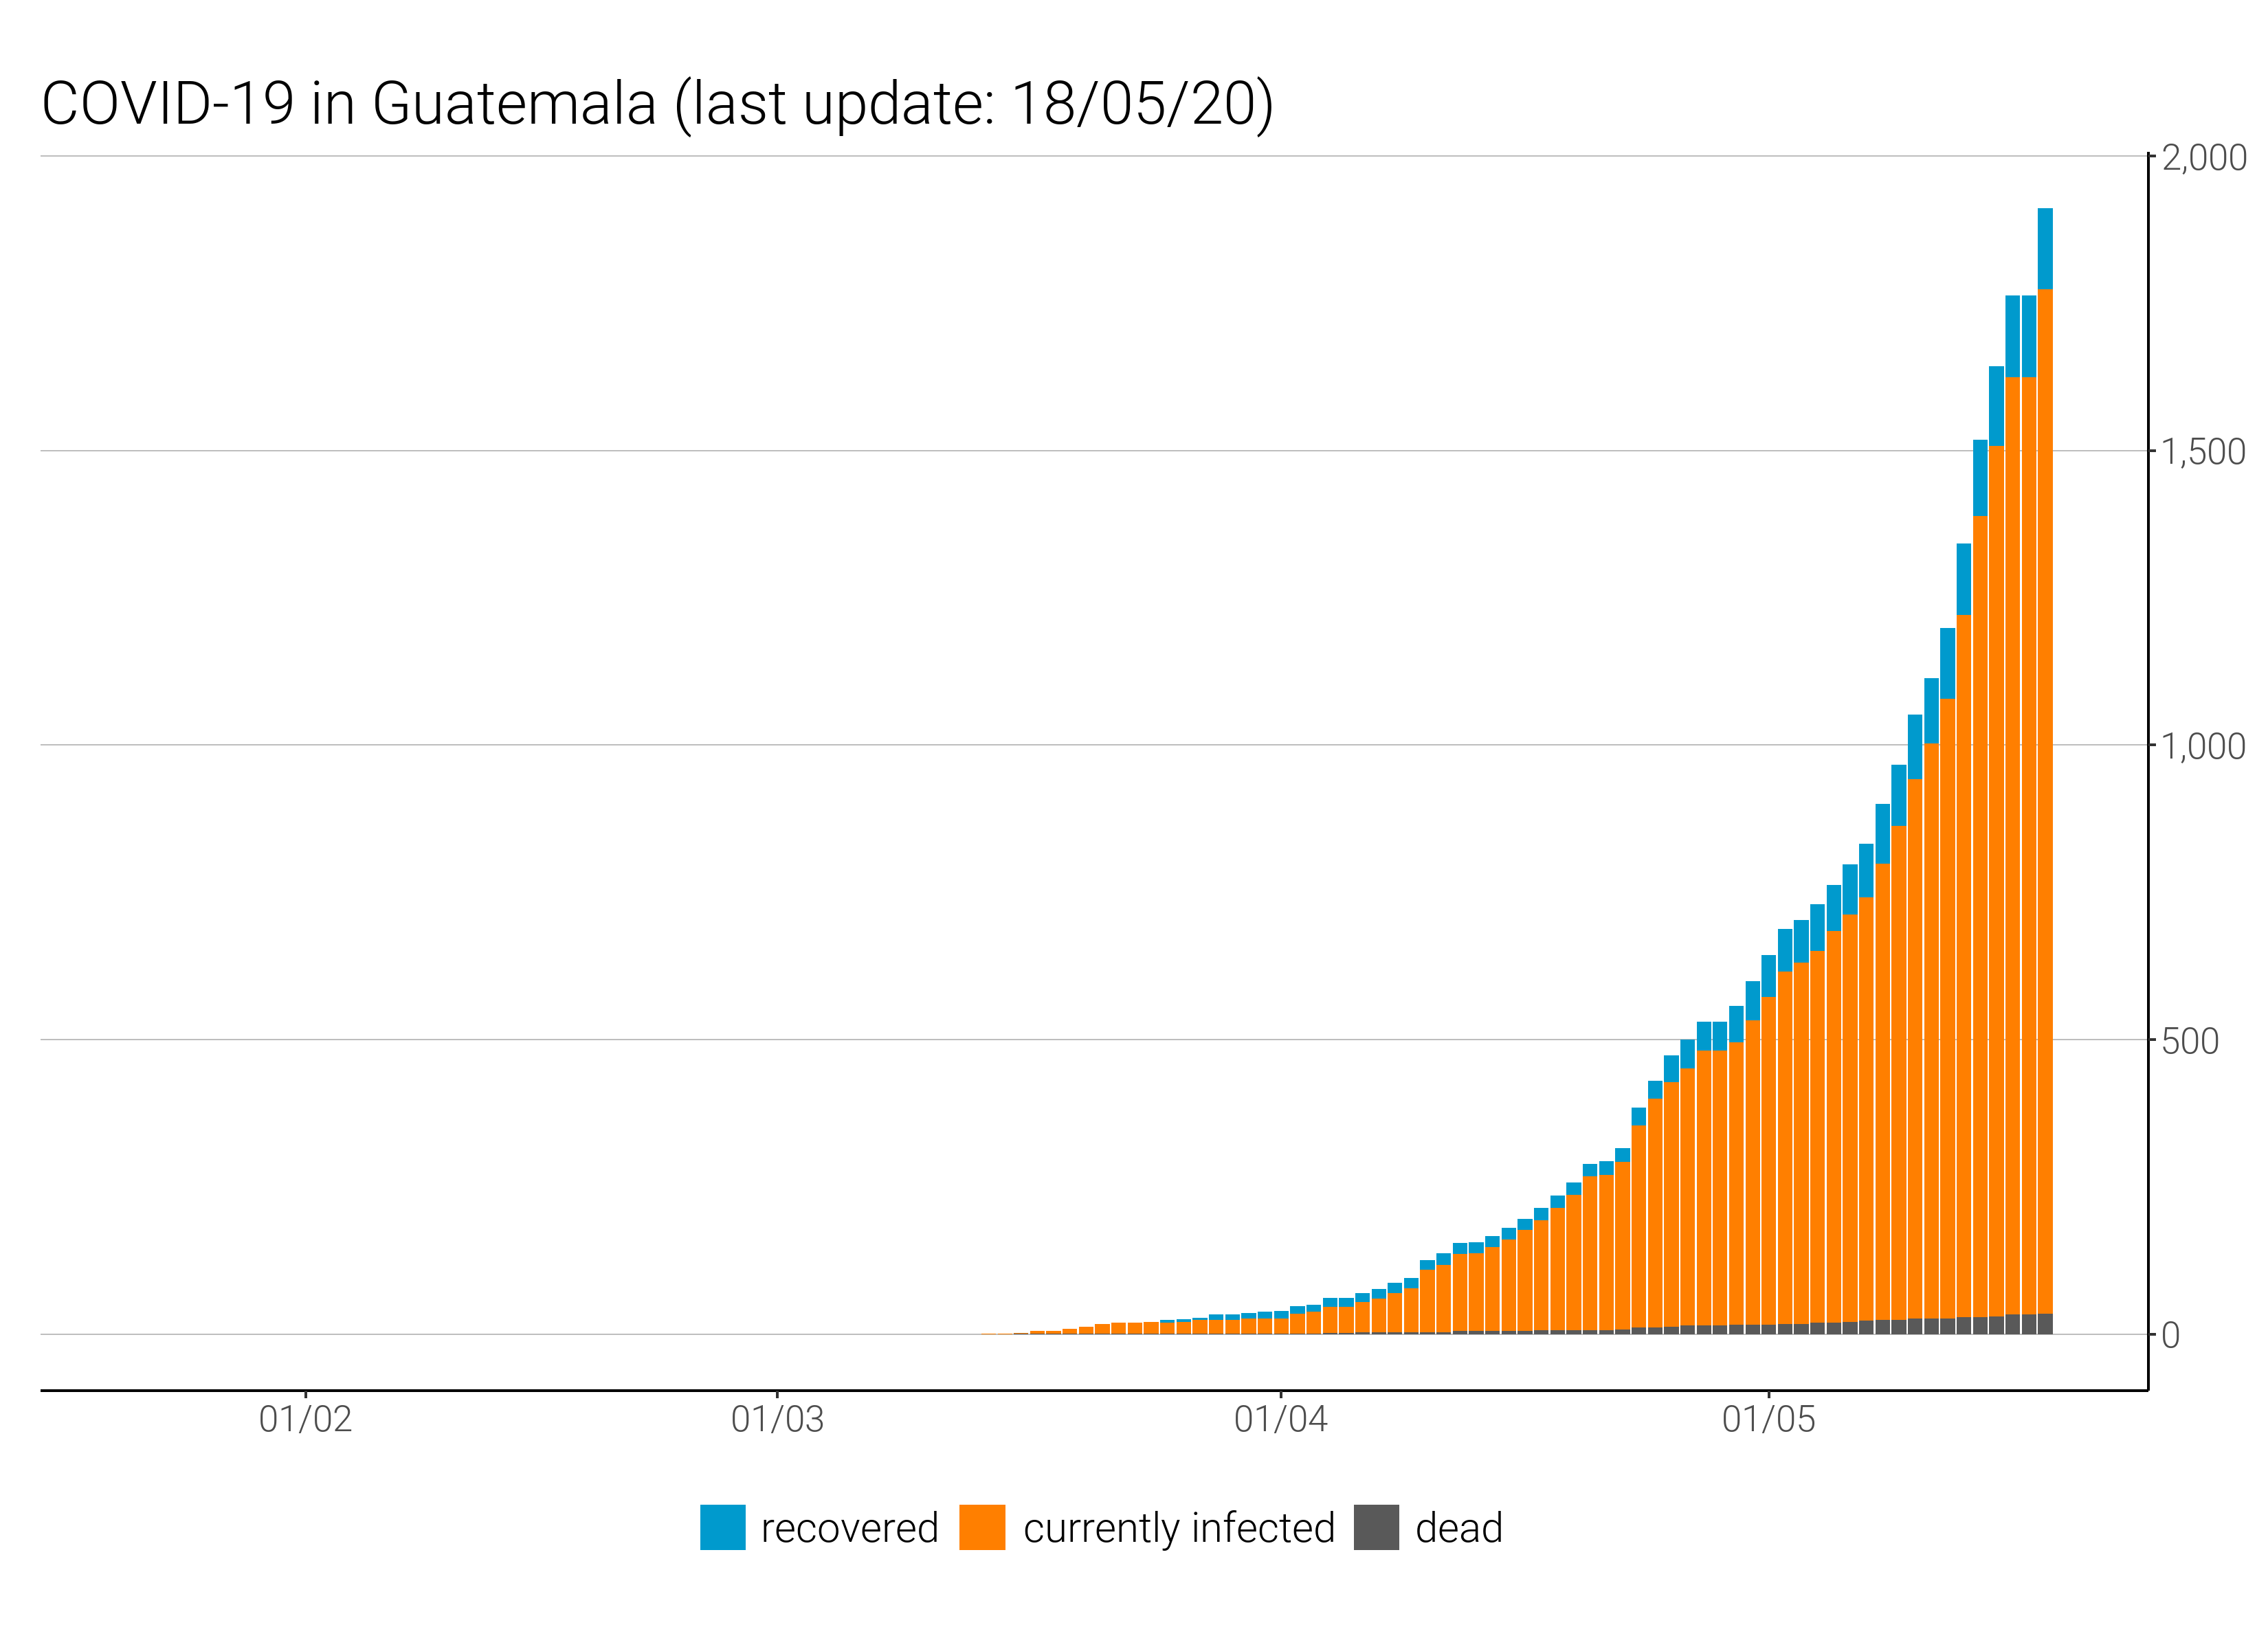 COVID-19 in Guatemala (last update: 18/05/20)
2,000
1,500
1,000
500
0
01/02 01/03 01/04 01/05
recovered currently infected dead